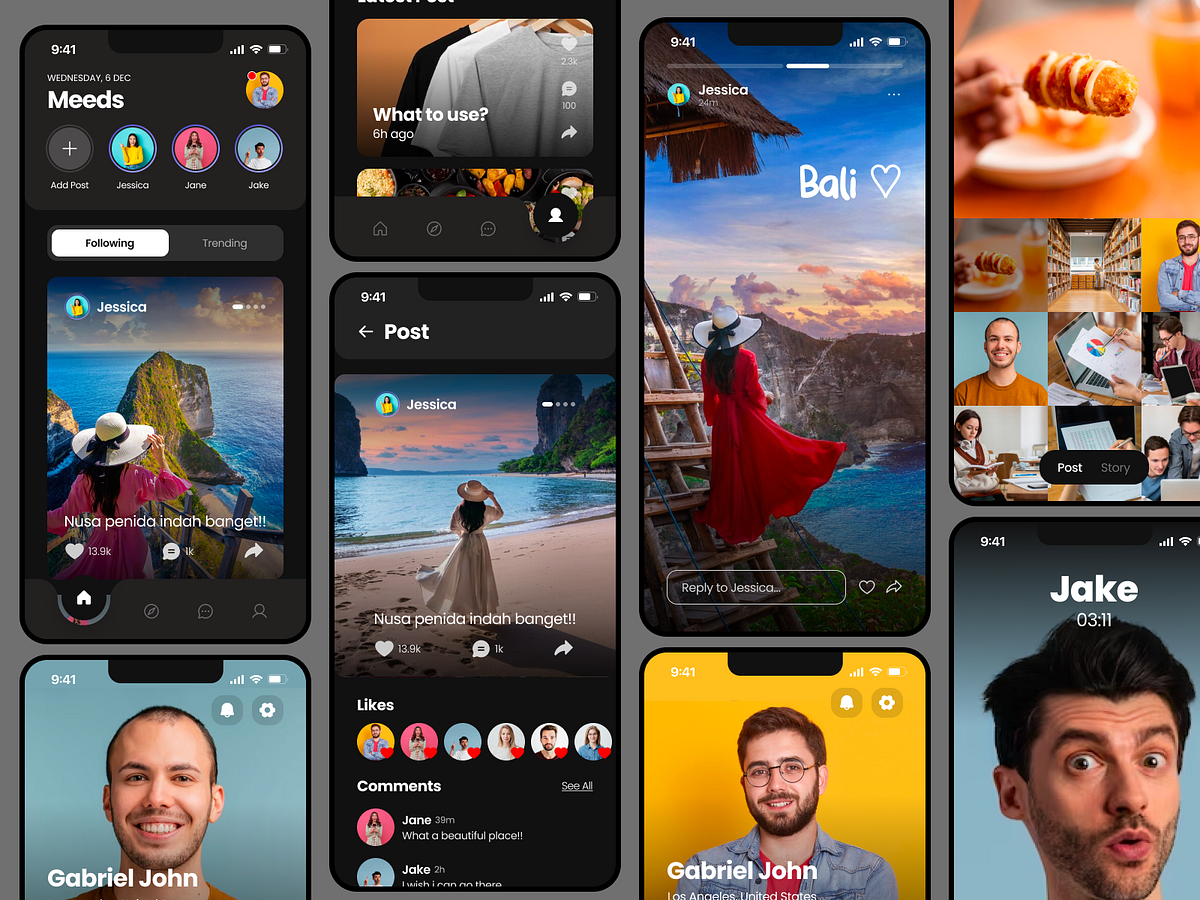 9:41
WEDNESDAY, 6 DEC
Meeds
Add Post
Jessica
Jane
Jake
Following
Trending
Jessica
Nusa penida indah banget!!
13.9k
1k
9:41
Gabriel John
Latest Post
2.3k
100
What to use?
6h ago
9:41
Post
Jessica
Nusa penida indah banget!!
13.9k
1k
Likes
Comments
See All
Jane 39m
What a beautiful place!!
Jake 2h
I wish i can go there
9:41
Jessica
24m
Bali
Reply to Jessica...
9:41
Gabriel John
Los Angeles, United States
Post
Story
9:41
Jake
03:11